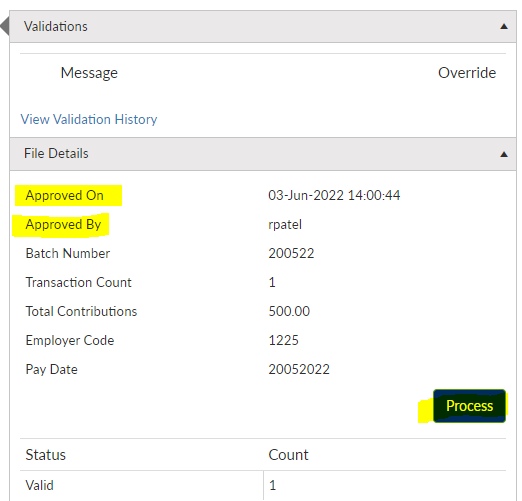 Validations
Message Override
View Validation History
File Details
Approved On 03-Jun-2022 14:00:44
Approved By rpatel
Batch Number 200522
Transaction Count 1
Total Contributions 500.00
Employer Code 1225
Pay Date 20052022
Process
Status Count
Valid 1